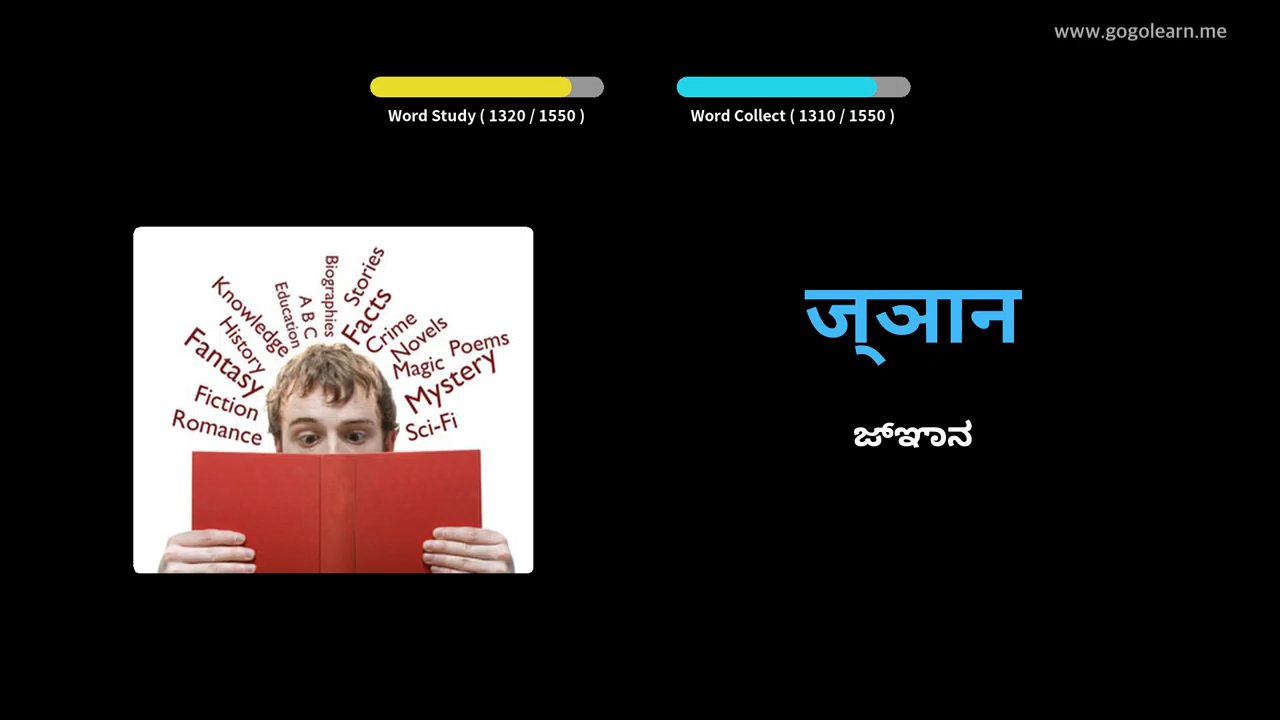 www.gogolearn.me
Word Study ( 1320 / 1550 )
Word Collect ( 1310 / 1550 )
Stories
Biographies
Facts
A B C
Education
Knowledge
Crime
Novels
History
Poems
Fantasy
Magic
Mystery
Fiction
Sci-Fi
Romance
ज्‌ञान
ಜ್‌ಞಾನ